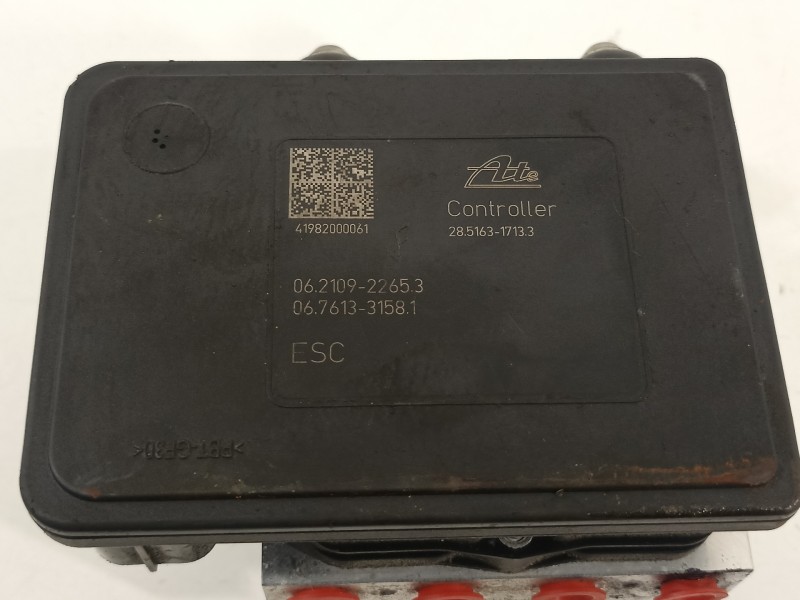 Ate
Controller
41982000061
28.5163-1713.3
06.2109-2265.3
06.7613-3158.1
ESC
>PBT-GF30<